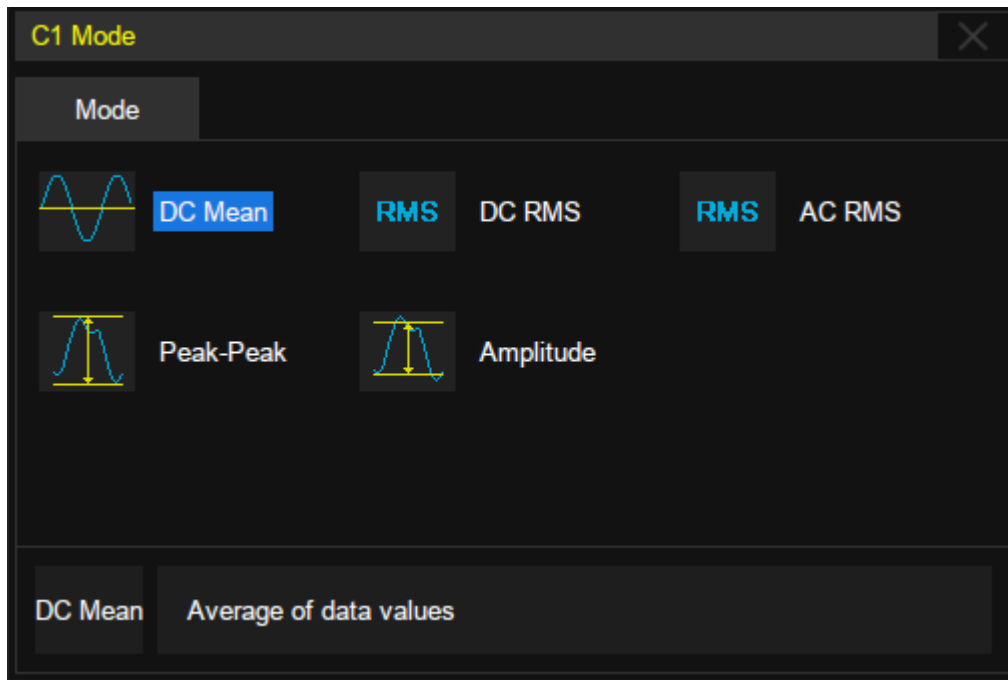 C1 Mode
Mode
DC Mean
RMS
DC RMS
RMS
AC RMS
Peak-Peak
Amplitude
DC Mean
Average of data values